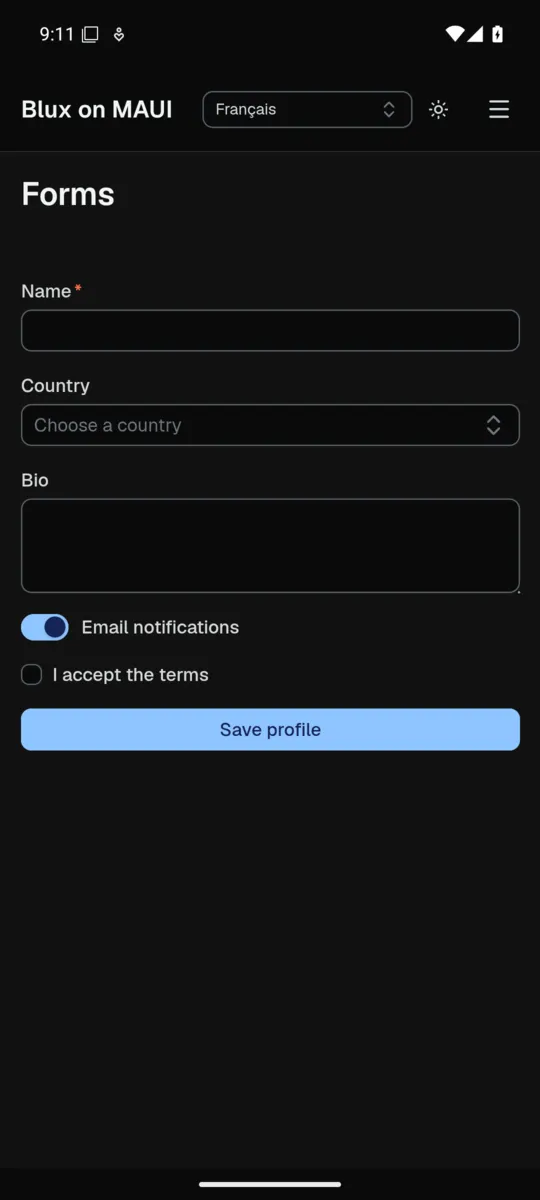 9:11
Blux on MAUI
Français
Forms
Name*
Country
Choose a country
Bio
Email notifications
I accept the terms
Save profile